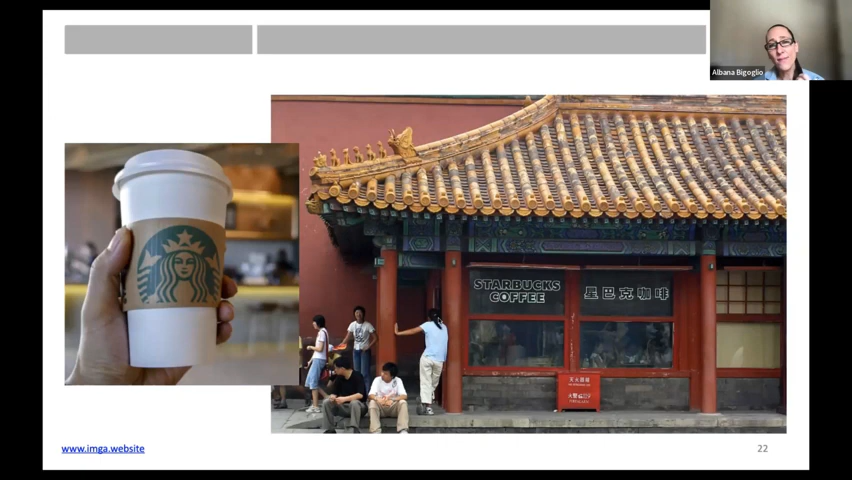 Albana Bigoglio
STARBUCKS
COFFEE
星巴克咖啡
www.imga.website
22